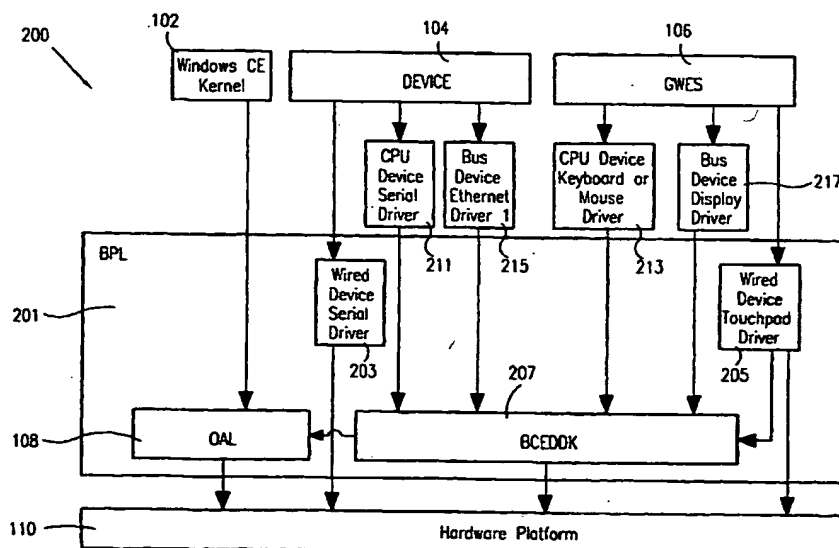 200
102
Windows CE
Kernel
104
DEVICE
106
GWES
CPU
Device
Serial
Driver
211
Bus
Device
Ethernet
Driver 1
215
CPU Device
Keyboard or
Mouse
Driver
213
Bus
Device
Display
Driver
217
BPL
201
Wired
Device
Serial
Driver
203
Wired
Device
Touchpad
Driver
205
207
108
OAL
BCEDDK
110
Hardware Platform